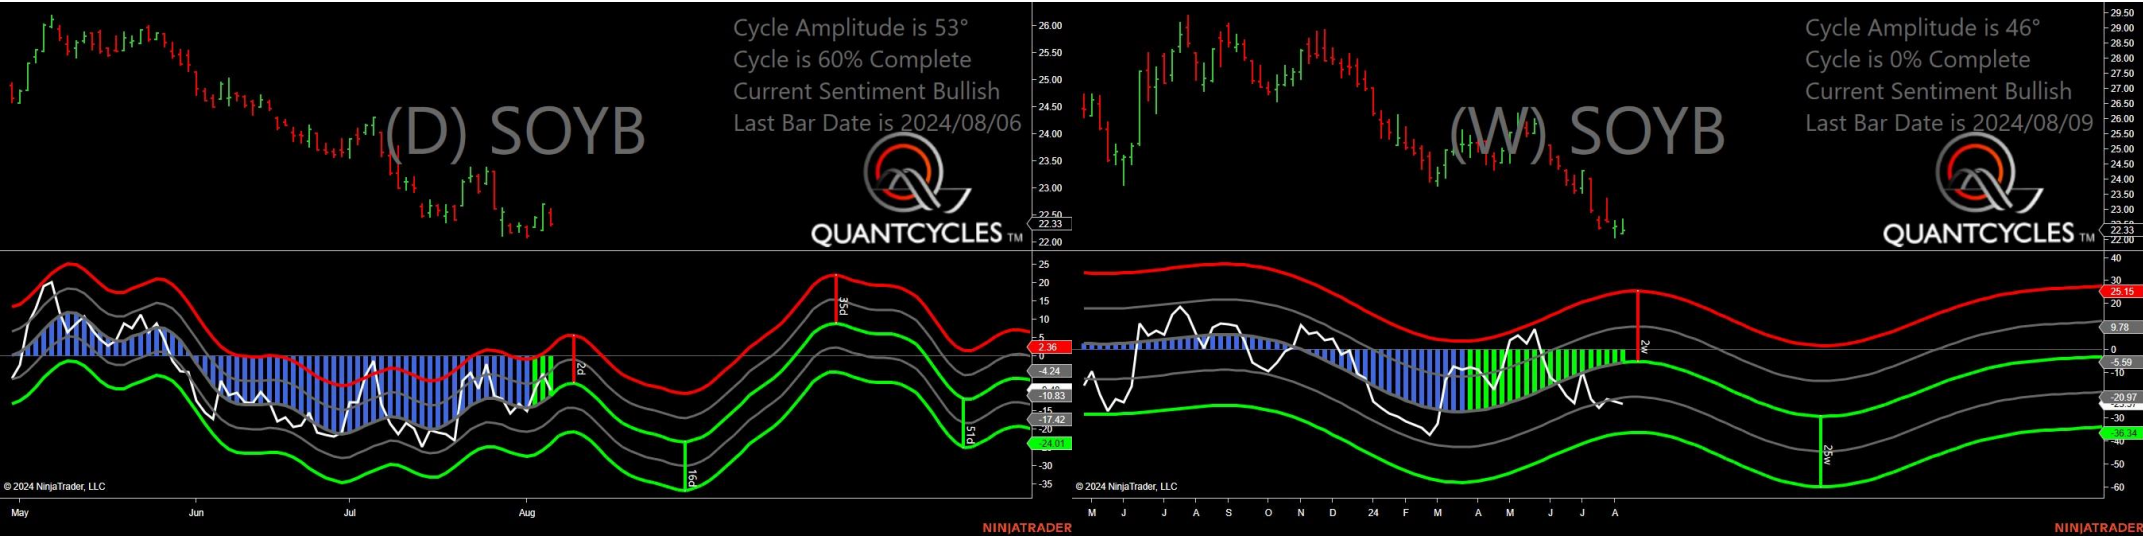 Cycle Amplitude is 53°
Cycle is 60% Complete
Current Sentiment Bullish
Last Bar Date is 2024/08/06
(D) SOYB
QUANTCYCLES TM
26.00
25.50
25.00
24.50
24.00
23.50
23.00
22.50
22.33
22.00
25
20
15
10
5
2.36
0
-4.24
-10.83
-15
-17.42
-20
-24.01
-30
-35
2d
35d
16d
51d
© 2024 NinjaTrader, LLC
May Jun Jul Aug
NINJATRADER
Cycle Amplitude is 46°
Cycle is 0% Complete
Current Sentiment Bullish
Last Bar Date is 2024/08/09
(W) SOYB
QUANTCYCLES TM
29.50
29.00
28.50
28.00
27.50
27.00
26.50
26.00
25.50
25.00
24.50
24.00
23.50
23.00
22.33
22.00
40
30
25.15
20
9.78
0
-5.59
-10
-20.97
-30
-36.34
-40
-50
-60
2w
25w
© 2024 NinjaTrader, LLC
M J J A S O N D 24 F M A M J J A
NINJATRADER